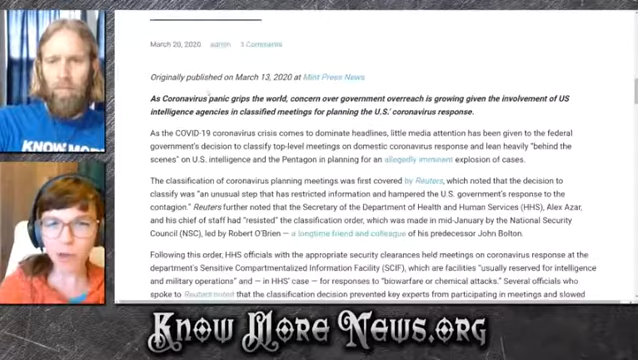 March 20, 2020 admin 3 Comments
Originally published on March 13, 2020 at Mint Press News
As Coronavirus panic grips the world, concern over government overreach is growing given the involvement of US
intelligence agencies in classified meetings for planning the U.S.' coronavirus response.
As the COVID-19 coronavirus crisis comes to dominate headlines, little media attention has been given to the federal
government's decision to classify top-level meetings on domestic coronavirus response and lean heavily "behind the
scenes" on U.S. intelligence and the Pentagon in planning for an allegedly imminent explosion of cases.
The classification of coronavirus planning meetings was first covered by Reuters, which noted that the decision to
classify was "an unusual step that has restricted information and hampered the U.S. government's response to the
contagion." Reuters further noted that the Secretary of the Department of Health and Human Services (HHS), Alex Azar,
and his chief of staff had "resisted" the classification order, which was made in mid-January by the National Security
Council (NSC), led by Robert O'Brien — a longtime friend and colleague of his predecessor John Bolton.
Following this order, HHS officials with the appropriate security clearances held meetings on coronavirus response at the
department's Sensitive Compartmentalized Information Facility (SCIF), which are facilities "usually reserved for intelligence
and military operations" and — in HHS' case — for responses to "biowarfare or chemical attacks." Several officials who
spoke to Reuters noted that the classification decision prevented key experts from participating in meetings and slowed
KNOW MORE
Know More News.org